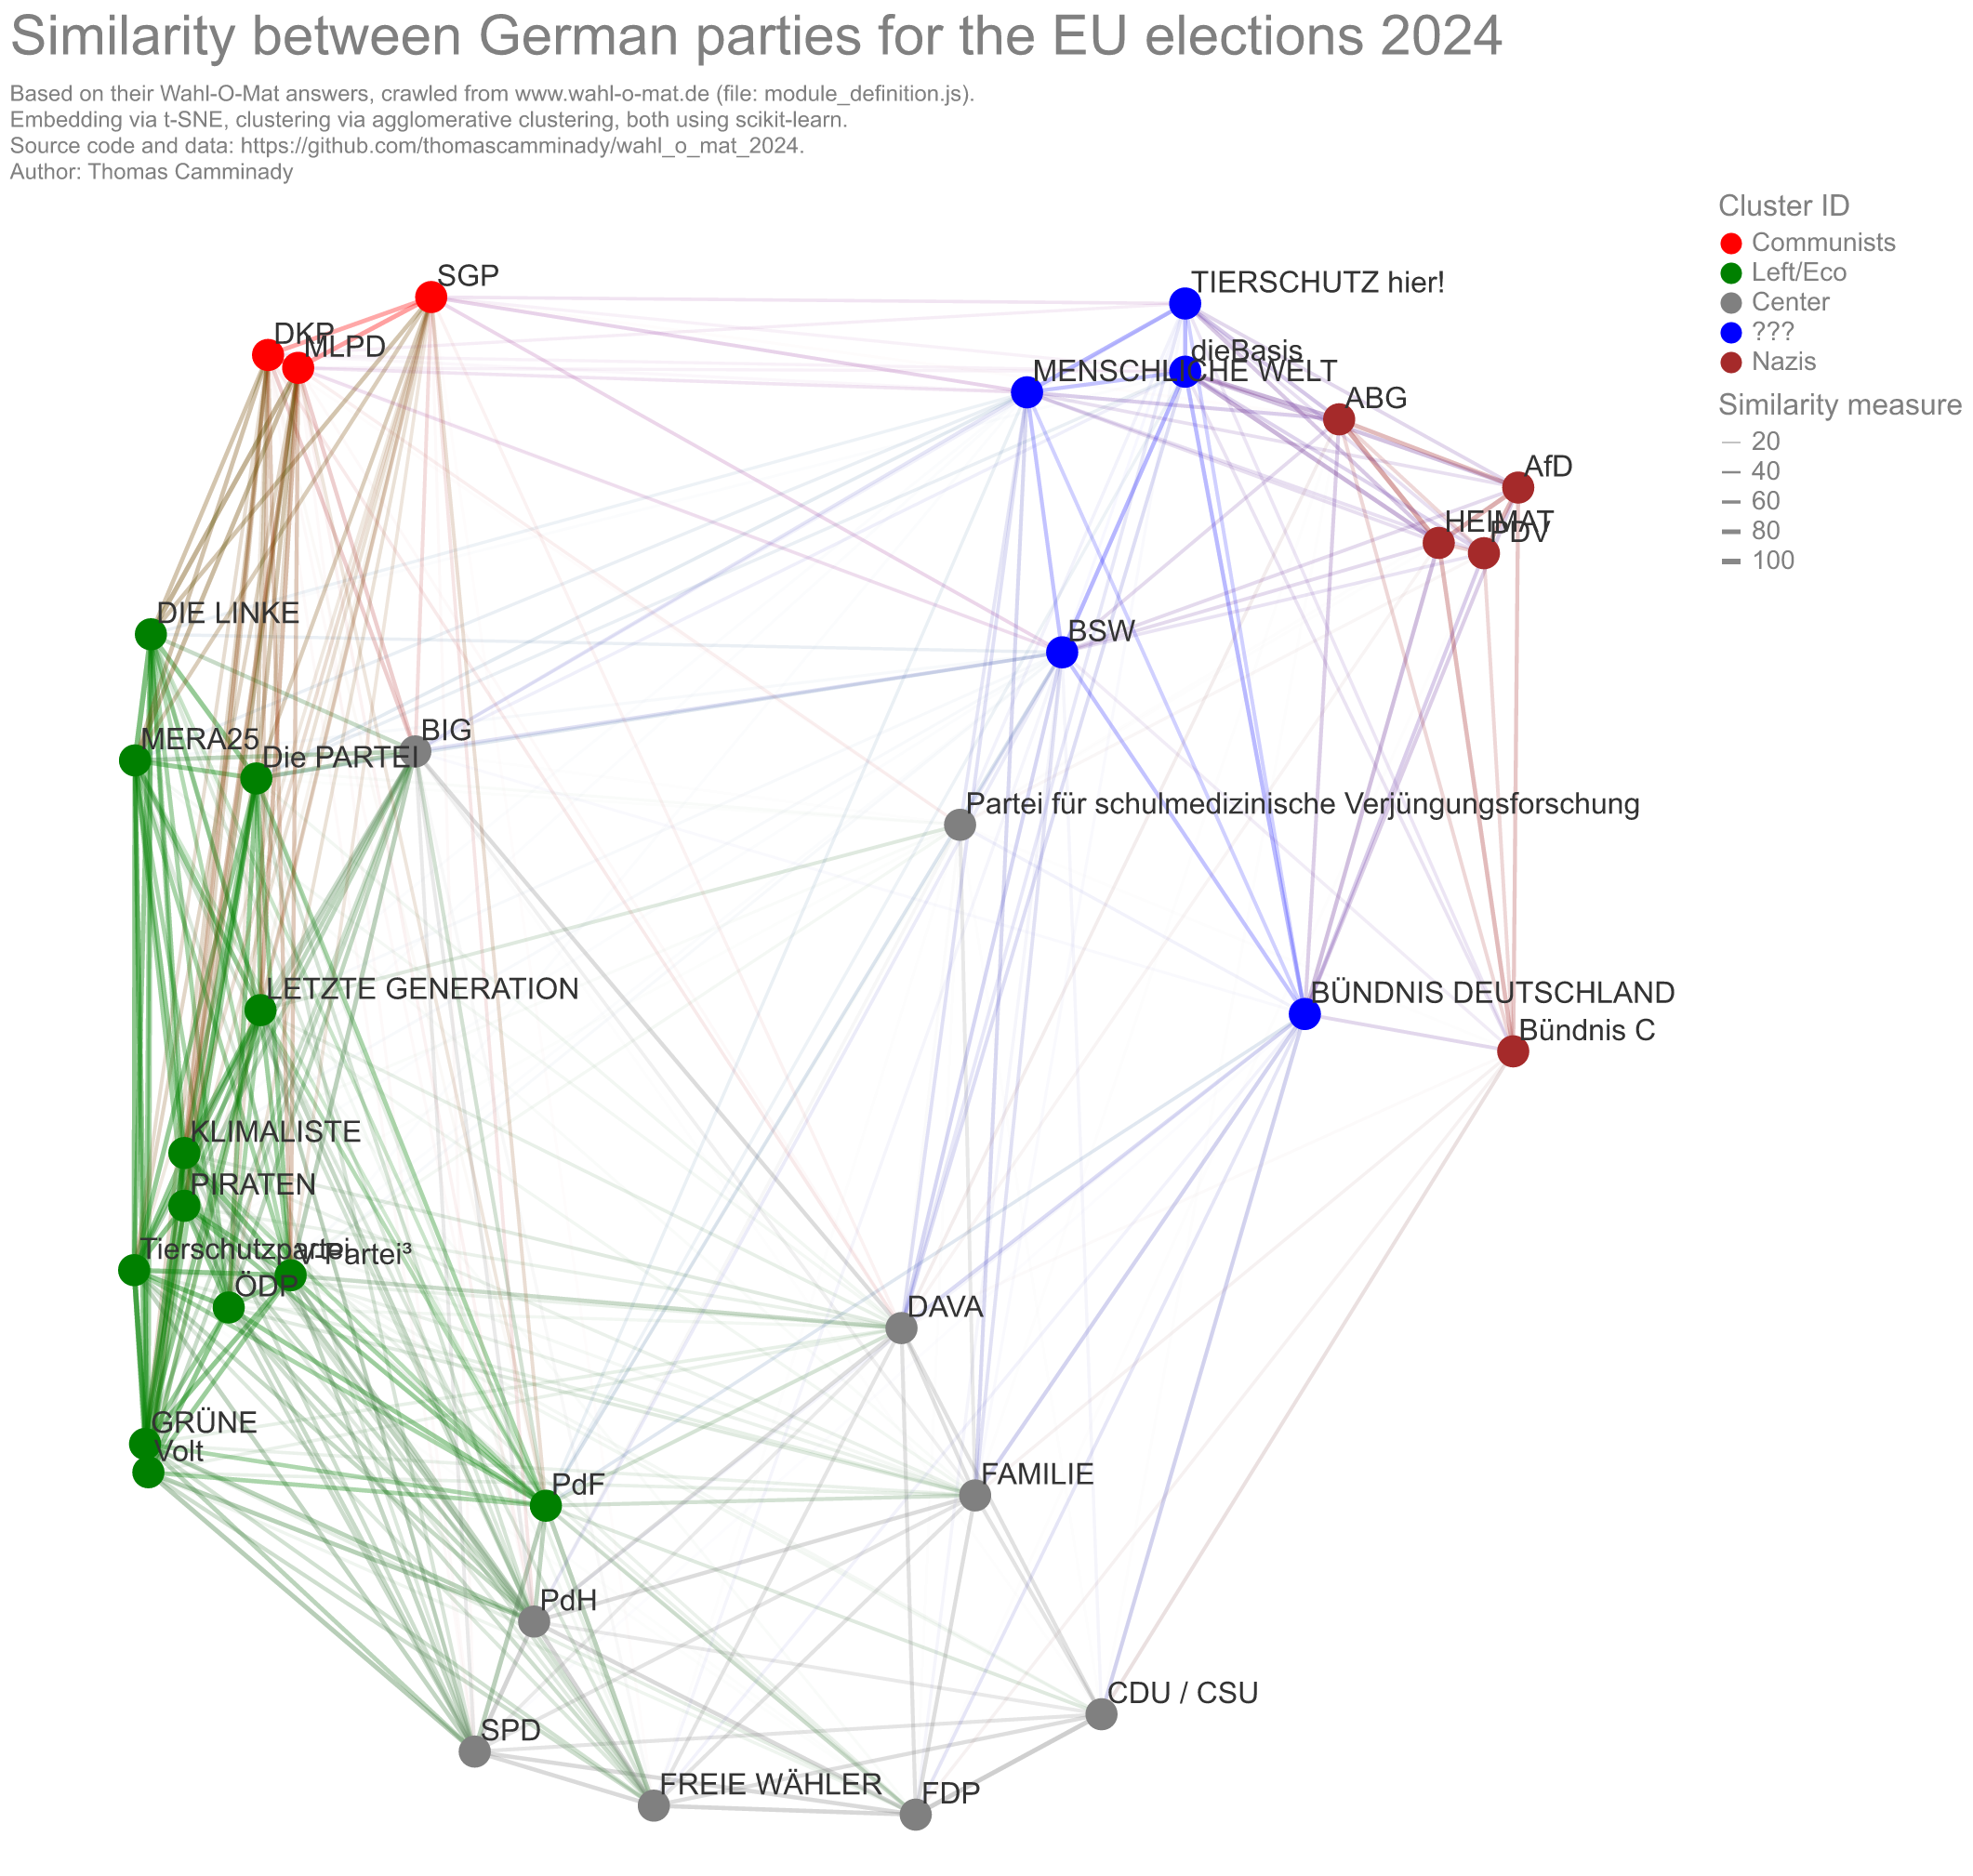 Similarity between German parties for the EU elections 2024
Based on their Wahl-O-Mat answers, crawled from www.wahl-o-mat.de (file: module_definition.js).
Embedding via t-SNE, clustering via agglomerative clustering, both using scikit-learn.
Source code and data: https://github.com/thomascamminady/wahl_o_mat_2024.
Author: Thomas Camminady
Cluster ID
Communists
Left/Eco
Center
???
Nazis
Similarity measure
20
40
60
80
100
SGP
TIERSCHUTZ hier!
DKP
MLPD
dieBasis
MENSCHLICHE WELT
ABG
AfD
HEIMAT
PDV
DIE LINKE
BSW
BIG
MERA25
Die PARTEI
Partei für schulmedizinische Verjüngungsforschung
LETZTE GENERATION
BÜNDNIS DEUTSCHLAND
Bündnis C
KLIMALISTE
PIRATEN
Tierschutzpartei
V-Partei³
ÖDP
DAVA
GRÜNE
Volt
FAMILIE
PdF
PdH
CDU / CSU
SPD
FREIE WÄHLER
FDP